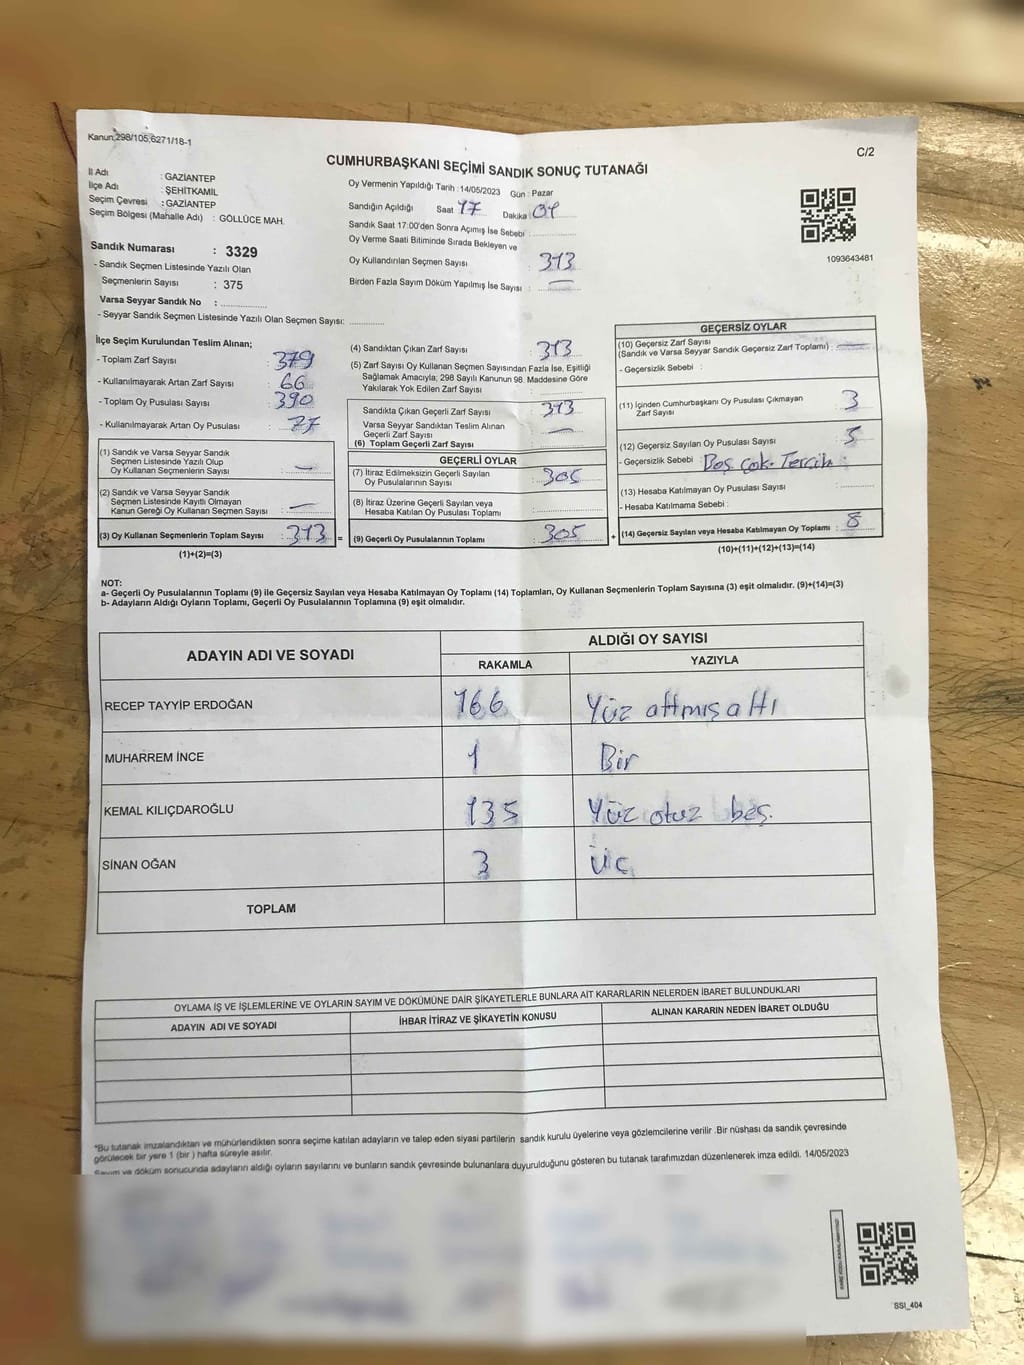 Kanun;298/105;6271/18-1
C/2
CUMHURBAŞKANI SEÇİMİ SANDIK SONUÇ TUTANAĞI
İl Adı : GAZİANTEP
İlçe Adı : ŞEHİTKAMİL
Seçim Çevresi : GAZİANTEP
Seçim Bölgesi (Mahalle Adı) : GÖLLÜCE MAH.
Sandık Numarası : 3329
- Sandık Seçmen Listesinde Yazılı Olan
Seçmenlerin Sayısı : 375
Varsa Seyyar Sandık No : ..............
- Seyyar Sandık Seçmen Listesinde Yazılı Olan Seçmen Sayısı: ............
Oy Vermenin Yapıldığı Tarih : 14/05/2023 Gün : Pazar
Sandığın Açıldığı Saat 17 Dakika 04
Sandık Saat 17:00'den Sonra Açımış İse Sebebi : ..............
Oy Verme Saati Bitiminde Sırada Bekleyen ve
Oy Kullandırılan Seçmen Sayısı : 313
Birden Fazla Sayım Döküm Yapılmış İse Sayısı : —
1093643481
İlçe Seçim Kurulundan Teslim Alınan;
- Toplam Zarf Sayısı : 379
- Kullanılmayarak Artan Zarf Sayısı : 66
- Toplam Oy Pusulası Sayısı : 390
- Kullanılmayarak Artan Oy Pusulası : 77
(1) Sandık ve Varsa Seyyar Sandık
Seçmen Listesinde Yazılı Olup
Oy Kullanan Seçmenlerin Sayısı : —
(2) Sandık ve Varsa Seyyar Sandık
Seçmen Listesinde Kayıtlı Olmayan
Kanun Gereği Oy Kullanan Seçmen Sayısı : —
(3) Oy Kullanan Seçmenlerin Toplam Sayısı : 313 =
(1)+(2)=(3)
(4) Sandıktan Çıkan Zarf Sayısı : 313
(5) Zarf Sayısı Oy Kullanan Seçmen Sayısından Fazla İse, Eşitliği
Sağlamak Amacıyla; 298 Sayılı Kanunun 98. Maddesine Göre
Yakılarak Yok Edilen Zarf Sayısı : ............
Sandıkta Çıkan Geçerli Zarf Sayısı : 313
Varsa Seyyar Sandıktan Teslim Alınan
Geçerli Zarf Sayısı : —
(6) Toplam Geçerli Zarf Sayısı : ............
GEÇERLİ OYLAR
(7) İtiraz Edilmeksizin Geçerli Sayılan
Oy Pusulalarının Sayısı : 305
(8) İtiraz Üzerine Geçerli Sayılan veya
Hesaba Katılan Oy Pusulası Toplamı : ............
(9) Geçerli Oy Pusulalarının Toplamı : 305 +
GEÇERSİZ OYLAR
(10) Geçersiz Zarf Sayısı
(Sandık ve Varsa Seyyar Sandık Geçersiz Zarf Toplamı) : —
- Geçersizlik Sebebi :
(11) İçinden Cumhurbaşkanı Oy Pusulası Çıkmayan
Zarf Sayısı : 3
(12) Geçersiz Sayılan Oy Pusulası Sayısı : 5
- Geçersizlik Sebebi : Boş çok Tercih
(13) Hesaba Katılmayan Oy Pusulası Sayısı : ............
- Hesaba Katılmama Sebebi :
(14) Geçersiz Sayılan veya Hesaba Katılmayan Oy Toplamı : 8
(10)+(11)+(12)+(13)=(14)
NOT:
a- Geçerli Oy Pusulalarının Toplamı (9) ile Geçersiz Sayılan veya Hesaba Katılmayan Oy Toplamı (14) Toplamları, Oy Kullanan Seçmenlerin Toplam Sayısına (3) eşit olmalıdır. (9)+(14)=(3)
b- Adayların Aldığı Oyların Toplamı, Geçerli Oy Pusulalarının Toplamına (9) eşit olmalıdır.
ADAYIN ADI VE SOYADI
ALDIĞI OY SAYISI
RAKAMLA YAZIYLA
RECEP TAYYİP ERDOĞAN 166 Yüz altmış altı
MUHARREM İNCE 1 Bir
KEMAL KILIÇDAROĞLU 135 Yüz otuz beş.
SİNAN OĞAN 3 Üç
TOPLAM
OYLAMA İŞ VE İŞLEMLERİNE VE OYLARIN SAYIM VE DÖKÜMÜNE DAİR ŞİKAYETLERLE BUNLARA AİT KARARLARIN NELERDEN İBARET BULUNDUKLARI
ADAYIN ADI VE SOYADI İHBAR İTİRAZ VE ŞİKAYETİN KONUSU ALINAN KARARIN NEDEN İBARET OLDUĞU
*Bu tutanak imzalandıktan ve mühürlendikten sonra seçime katılan adayların ve talep eden siyasi partilerin sandık kurulu üyelerine veya gözlemcilerine verilir .Bir nüshası da sandık çevresinde
görülecek bir yere 1 (bir ) hafta süreyle asılır.
Sayım ve döküm sonucunda adayların aldığı oyların sayılarını ve bunların sandık çevresinde bulunanlara duyurulduğunu gösteren bu tutanak tarafımızdan düzenlenerek imza edildi. 14/05/2023
SSI_404